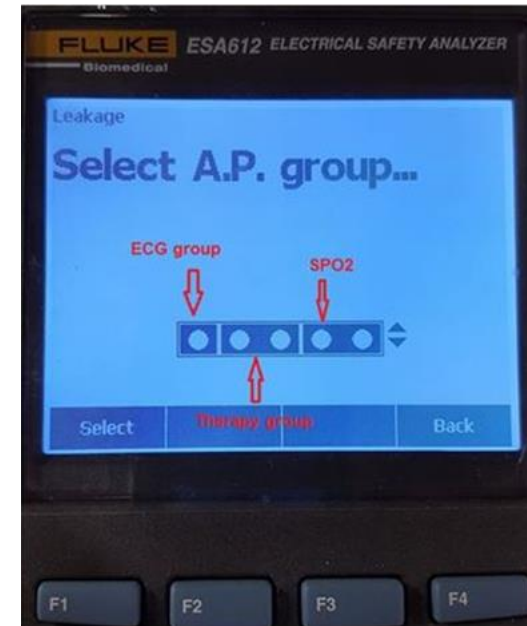 FLUKE ESA612 ELECTRICAL SAFETY ANALYZER
Biomedical
Leakage
Select A.P. group...
ECG group
SPO2
Therapy group
Select Back
F1 F2 F3 F4